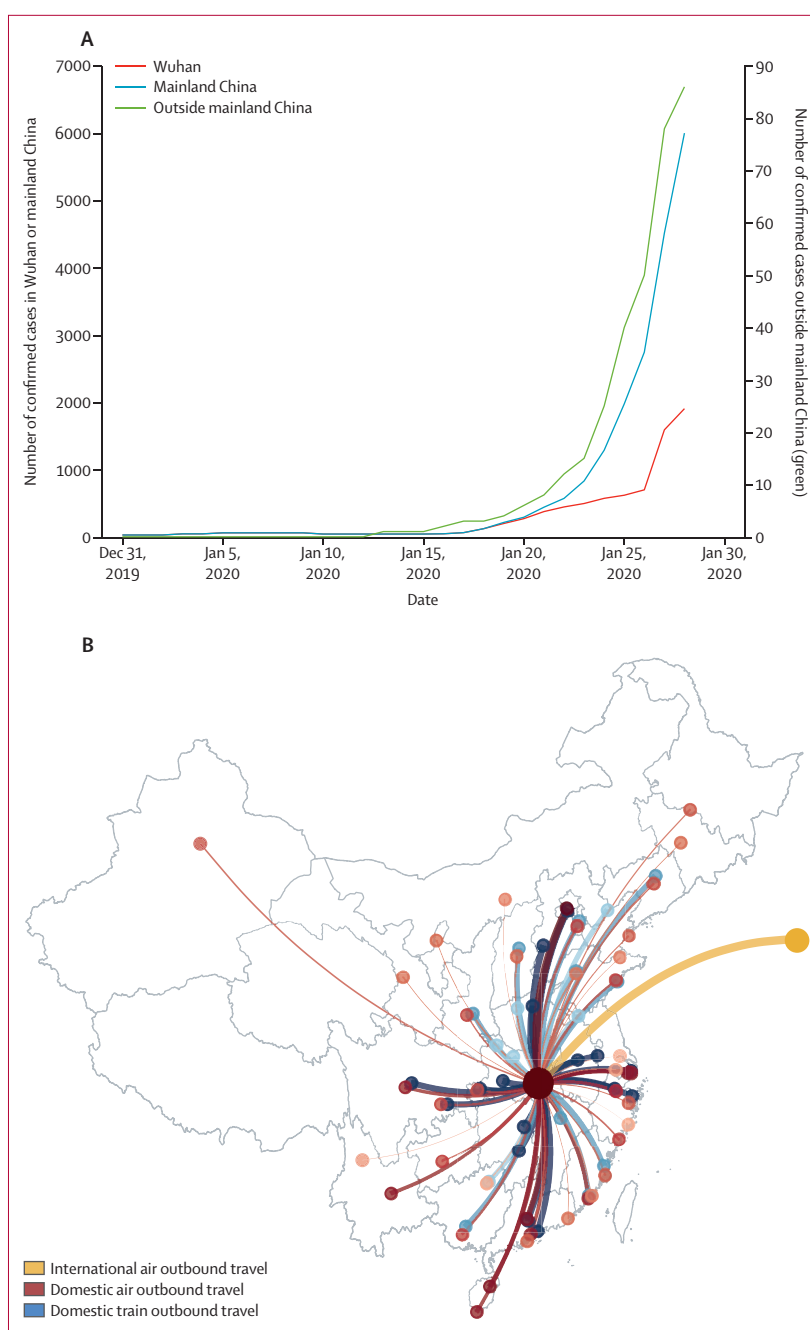 A
Wuhan
Mainland China
Outside mainland China
Number of confirmed cases in Wuhan or mainland China
7000
6000
5000
4000
3000
2000
1000
0
Number of confirmed cases outside mainland China (green)
90
80
70
60
50
40
30
20
10
0
Dec 31, 2019
Jan 5, 2020
Jan 10, 2020
Jan 15, 2020
Jan 20, 2020
Jan 25, 2020
Jan 30, 2020
Date
B
International air outbound travel
Domestic air outbound travel
Domestic train outbound travel